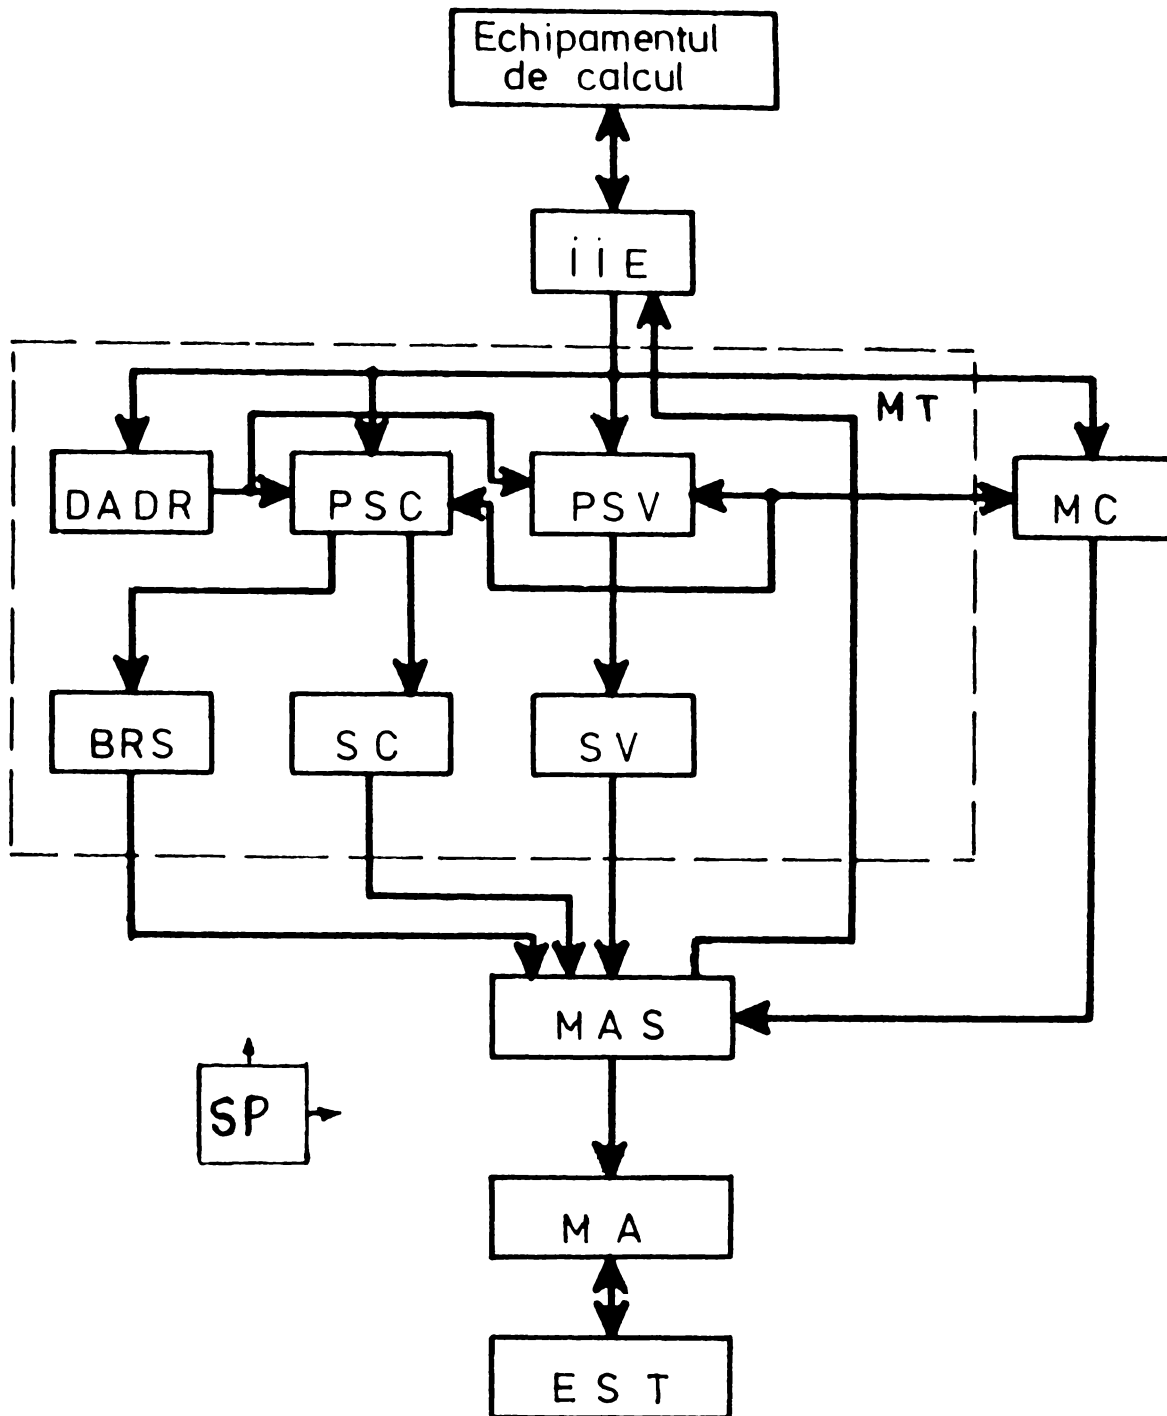 Echipamentul
de calcul
iiE
MT
DADR
PSC
PSV
MC
BRS
SC
SV
MAS
SP
MA
EST